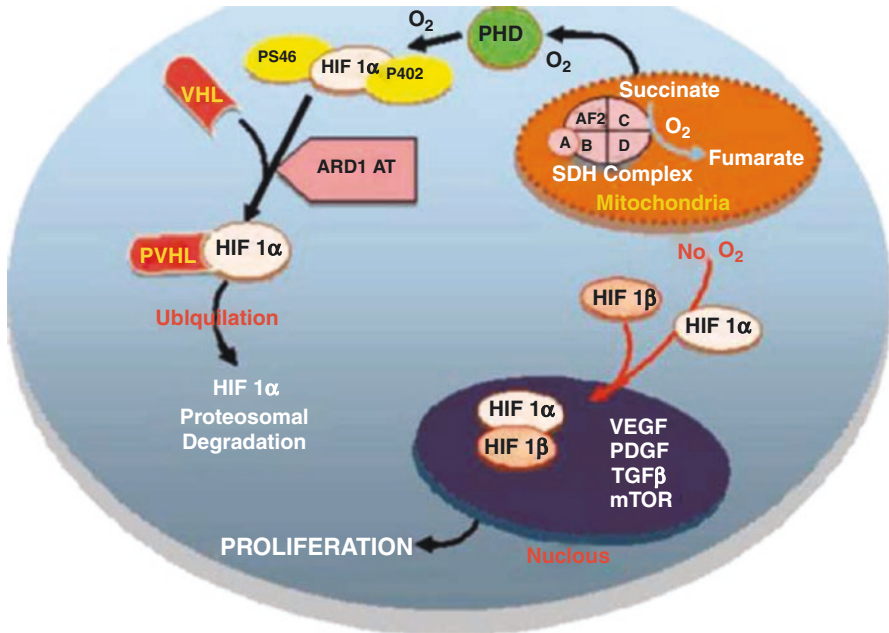 O2
PHD
O2
PS46
HIF 1α
P402
VHL
ARD1 AT
Succinate
AF2
C
A
B
D
O2
Fumarate
SDH Complex
Mitochondria
PVHL
HIF 1α
No O2
HIF 1β
HIF 1α
UbIquilation
HIF 1α
Proteosomal
Degradation
HIF 1α
HIF 1β
VEGF
PDGF
TGFβ
mTOR
PROLIFERATION
Nuclous